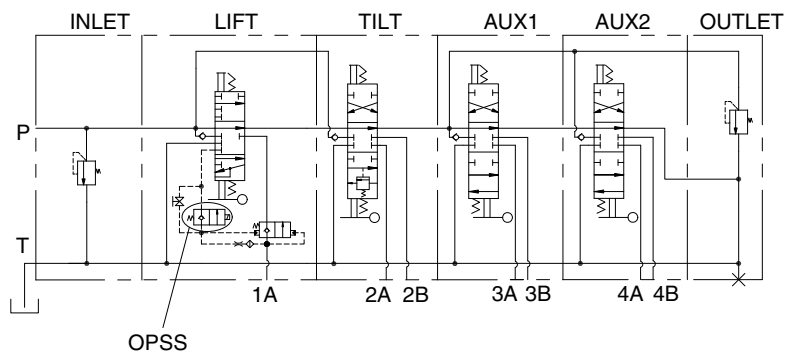 INLET LIFT TILT AUX1 AUX2 OUTLET
P
T
1A 2A 2B 3A 3B 4A 4B
OPSS